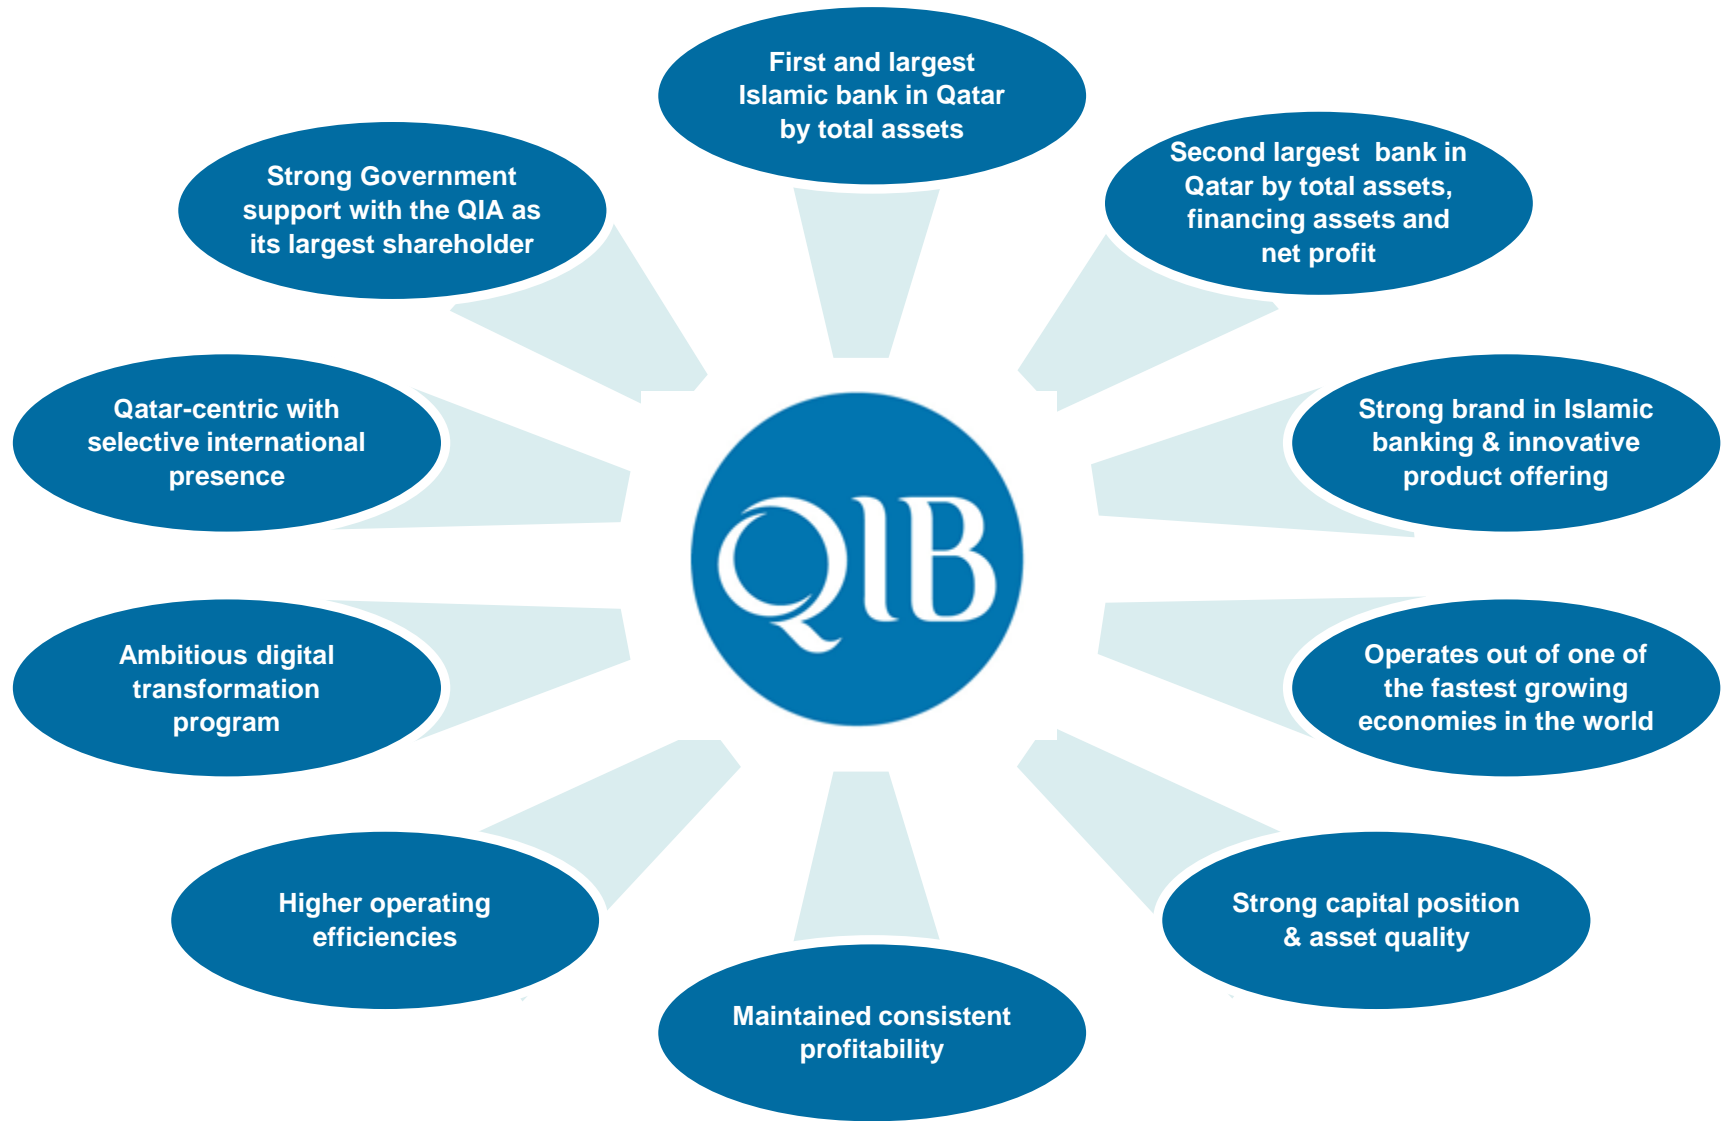 First and largest
Islamic bank in Qatar
by total assets
Second largest  bank in
Qatar by total assets,
financing assets and
net profit
Strong brand in Islamic
banking & innovative
product offering
Operates out of one of
the fastest growing
economies in the world
Strong capital position
& asset quality
Maintained consistent
profitability
Higher operating
efficiencies
Ambitious digital
transformation
program
Qatar-centric with
selective international
presence
Strong Government
support with the QIA as
its largest shareholder
QIB